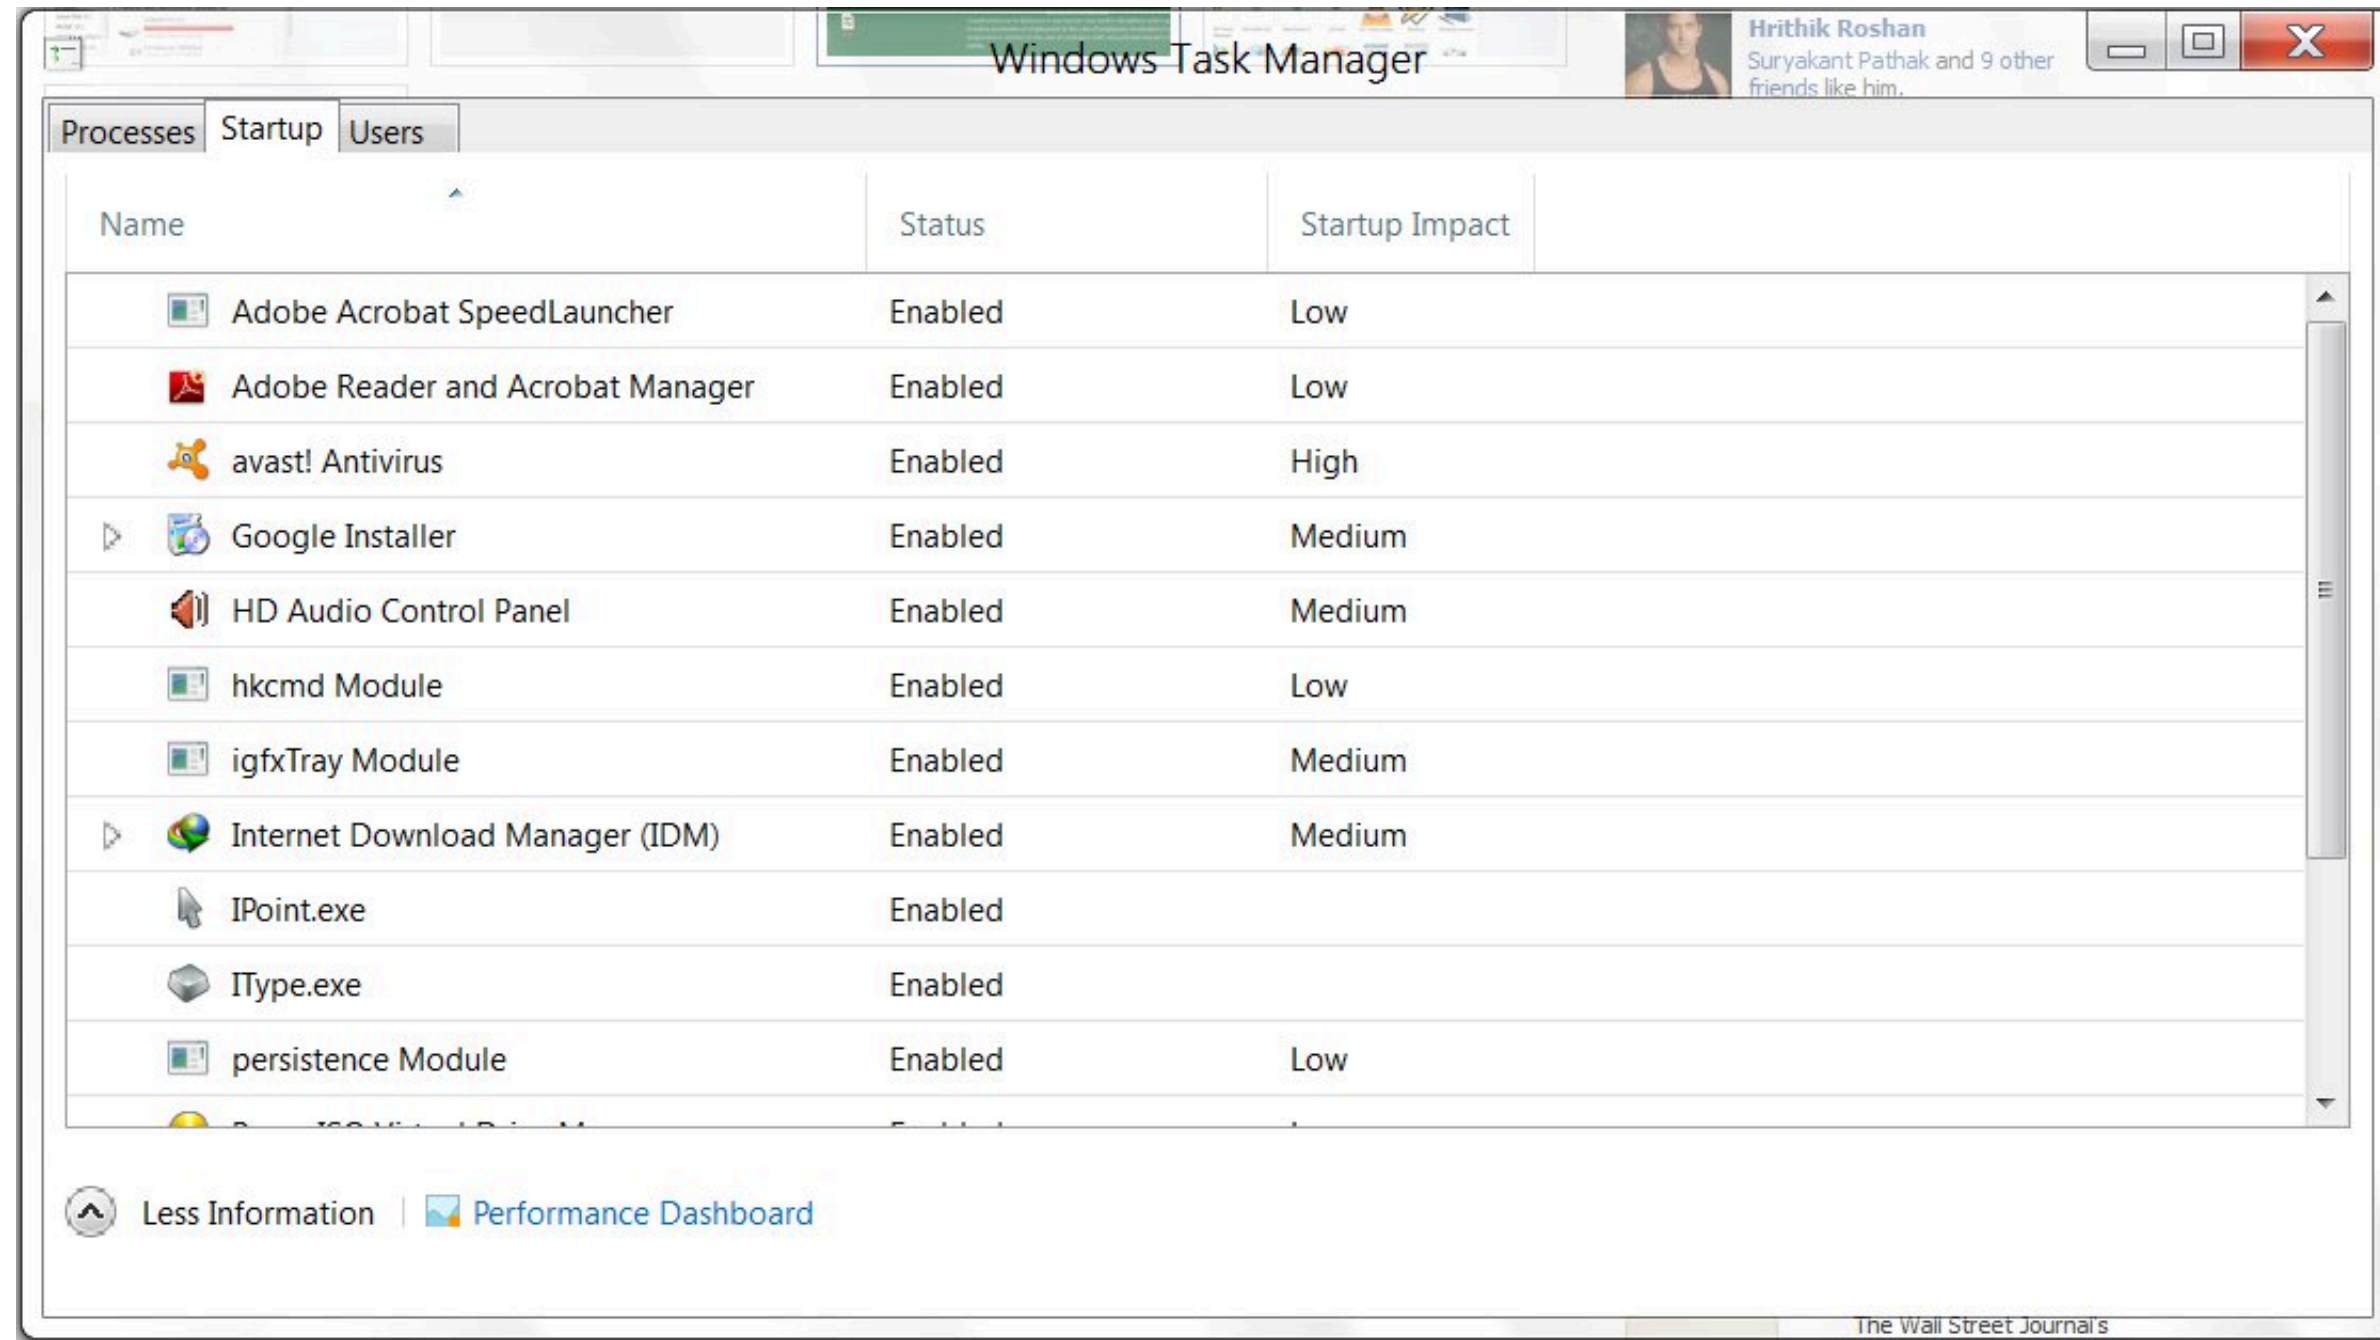 Windows Task Manager
Hrithik Roshan
Suryakant Pathak and 9 other
friends like him.
Processes Startup Users
Name Status Startup Impact
Adobe Acrobat SpeedLauncher Enabled Low
Adobe Reader and Acrobat Manager Enabled Low
avast! Antivirus Enabled High
Google Installer Enabled Medium
HD Audio Control Panel Enabled Medium
hkcmd Module Enabled Low
igfxTray Module Enabled Medium
Internet Download Manager (IDM) Enabled Medium
IPoint.exe Enabled
IType.exe Enabled
persistence Module Enabled Low
Less Information Performance Dashboard
The Wall Street Journal's